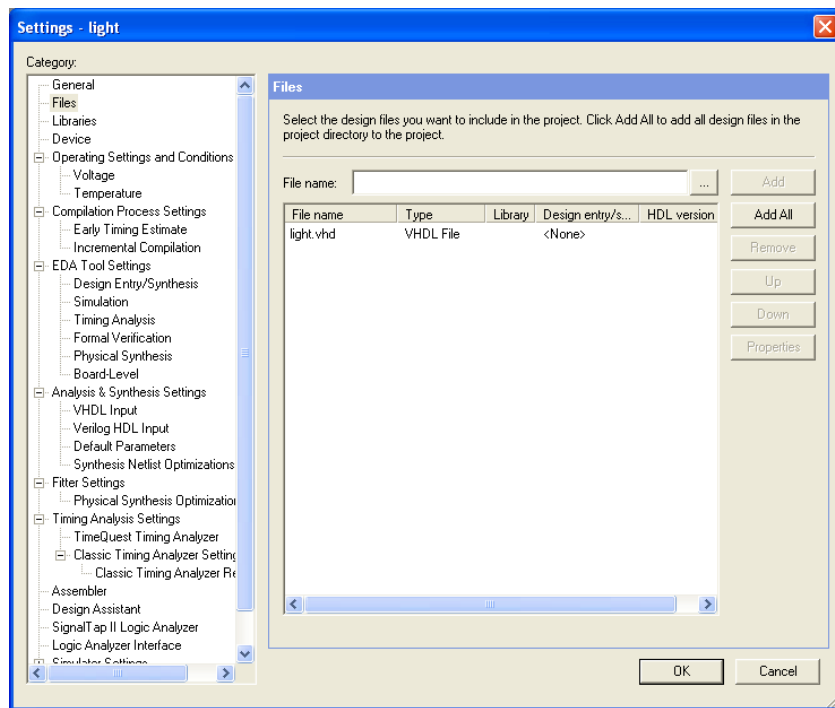 Settings - light
Category:
General
Files
Libraries
Device
Operating Settings and Conditions
Voltage
Temperature
Compilation Process Settings
Early Timing Estimate
Incremental Compilation
EDA Tool Settings
Design Entry/Synthesis
Simulation
Timing Analysis
Formal Verification
Physical Synthesis
Board-Level
Analysis & Synthesis Settings
VHDL Input
Verilog HDL Input
Default Parameters
Synthesis Netlist Optimizations
Fitter Settings
Physical Synthesis Optimization
Timing Analysis Settings
TimeQuest Timing Analyzer
Classic Timing Analyzer Setting
Classic Timing Analyzer Re
Assembler
Design Assistant
SignalTap II Logic Analyzer
Logic Analyzer Interface
Simulator Settings
Files
Select the design files you want to include in the project. Click Add All to add all design files in the
project directory to the project.
File name: ... Add
File name Type Library Design entry/s... HDL version Add All
light.vhd VHDL File <None>
Remove
Up
Down
Properties
OK Cancel